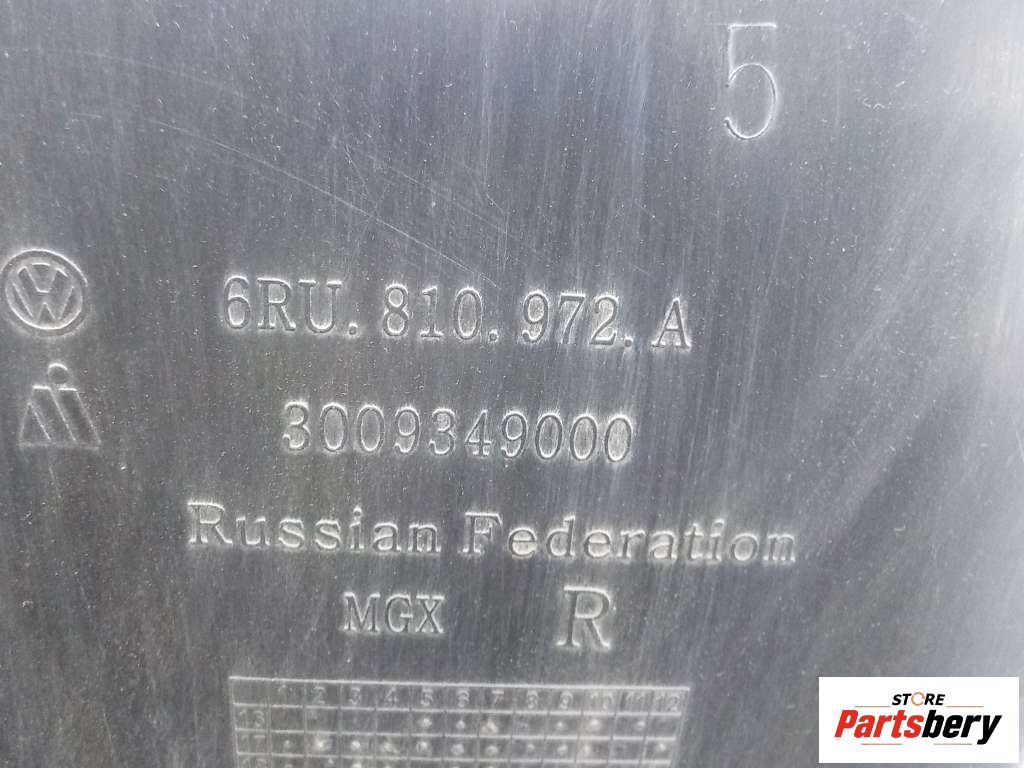 5
6RU.810.972.A
3009349000
Russian Federation
MGX R
1 2 3 4 5 6 7 8 9 10 11 12
STORE
Partsbery